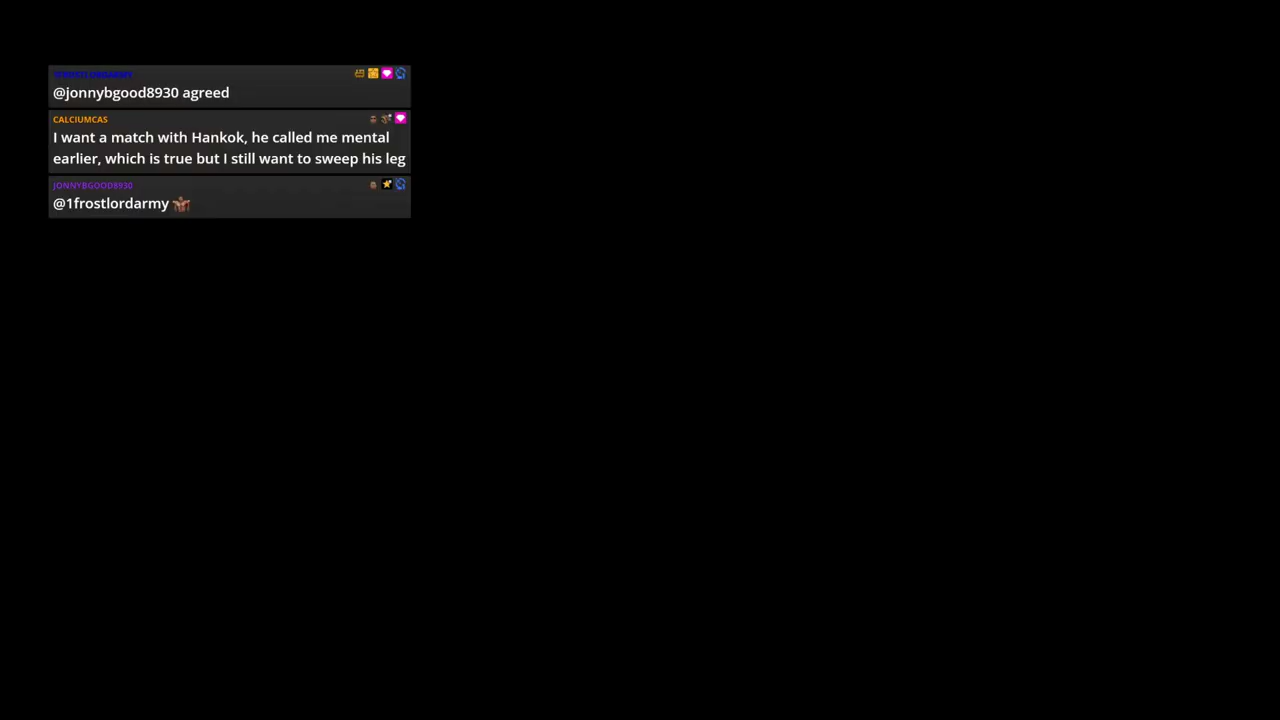 @jonnybgood8930 agreed
CALCIUMCAS
I want a match with Hankok, he called me mental
earlier, which is true but I still want to sweep his leg
JONNYBGOOD8930
@1frostlordarmy